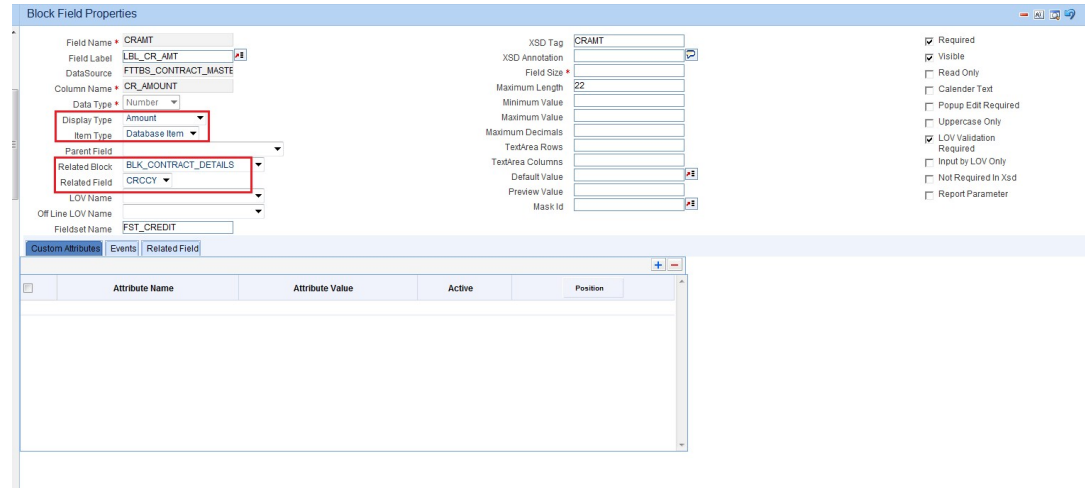 Block Field Properties
Field Name * CRAMT
Field Label LBL_CR_AMT
DataSource FTTBS_CONTRACT_MASTE
Column Name * CR_AMOUNT
Data Type * Number
Display Type Amount
Item Type Database Item
Parent Field
Related Block BLK_CONTRACT_DETAILS
Related Field CRCCY
LOV Name
Off Line LOV Name
Fieldset Name FST_CREDIT
XSD Tag CRAMT
XSD Annotation
Field Size *
Maximum Length 22
Minimum Value
Maximum Value
Maximum Decimals
TextArea Rows
TextArea Columns
Default Value
Preview Value
Mask Id
Required
Visible
Read Only
Calender Text
Popup Edit Required
Uppercase Only
LOV Validation
Required
Input by LOV Only
Not Required In Xsd
Report Parameter
Custom Attributes Events Related Field
Attribute Name Attribute Value Active Position